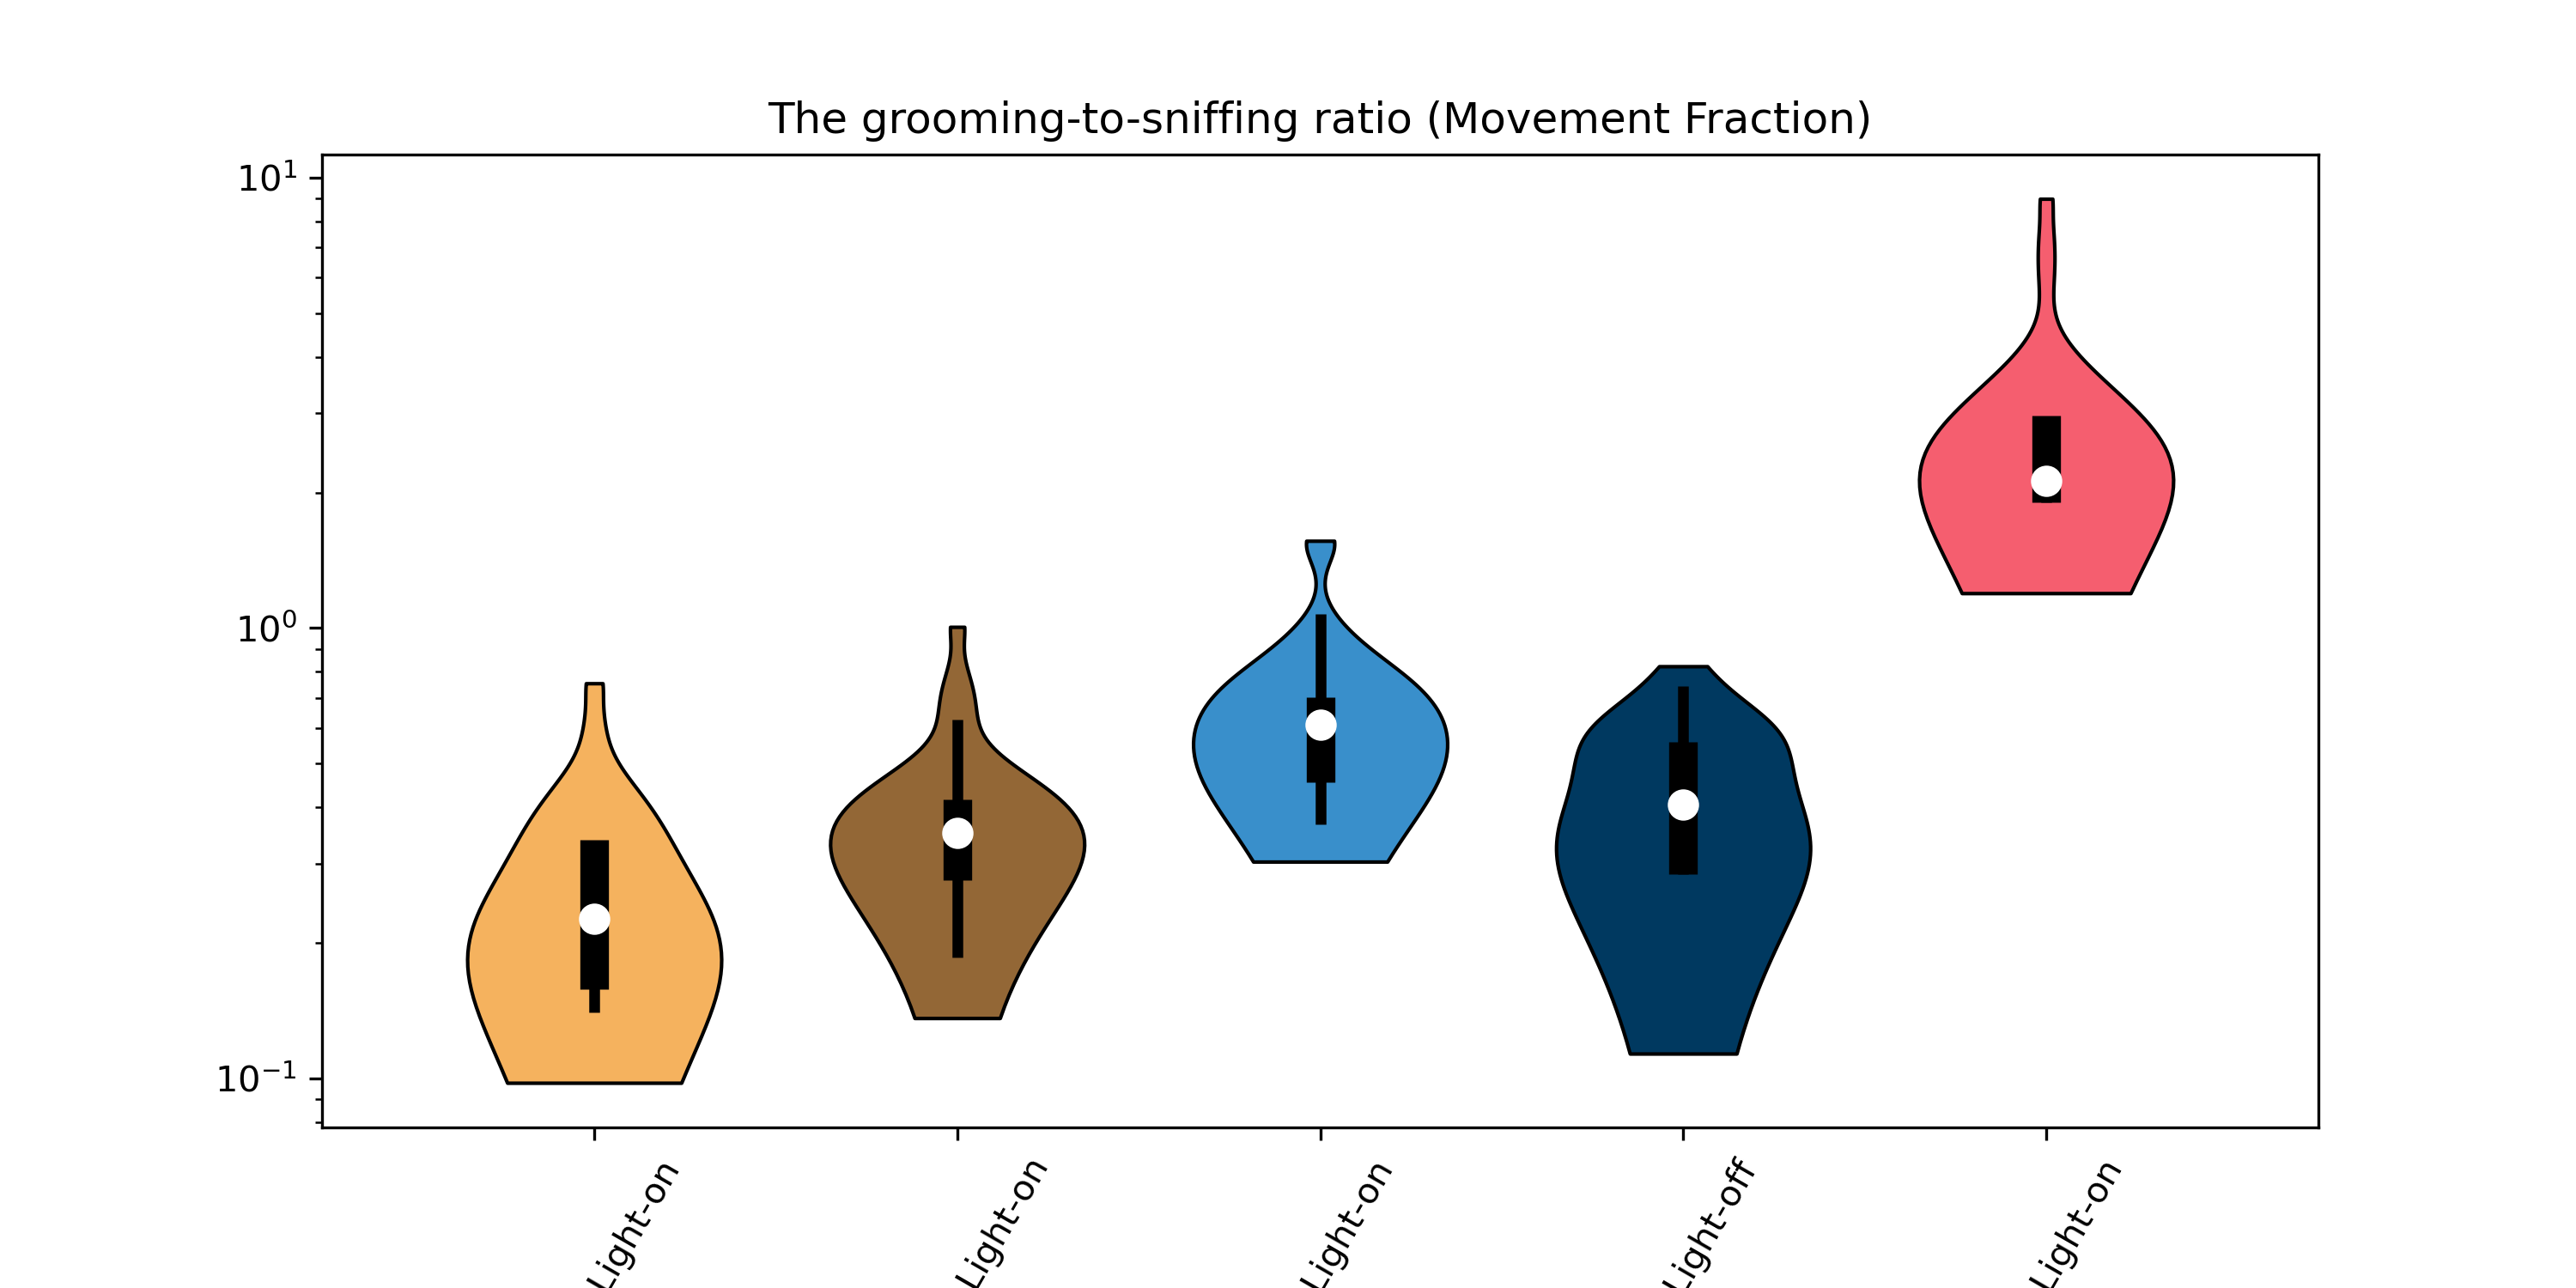 The grooming-to-sniffing ratio (Movement Fraction)
10¹
10⁰
10⁻¹
Light-on
Light-on
Light-on
Light-off
Light-on